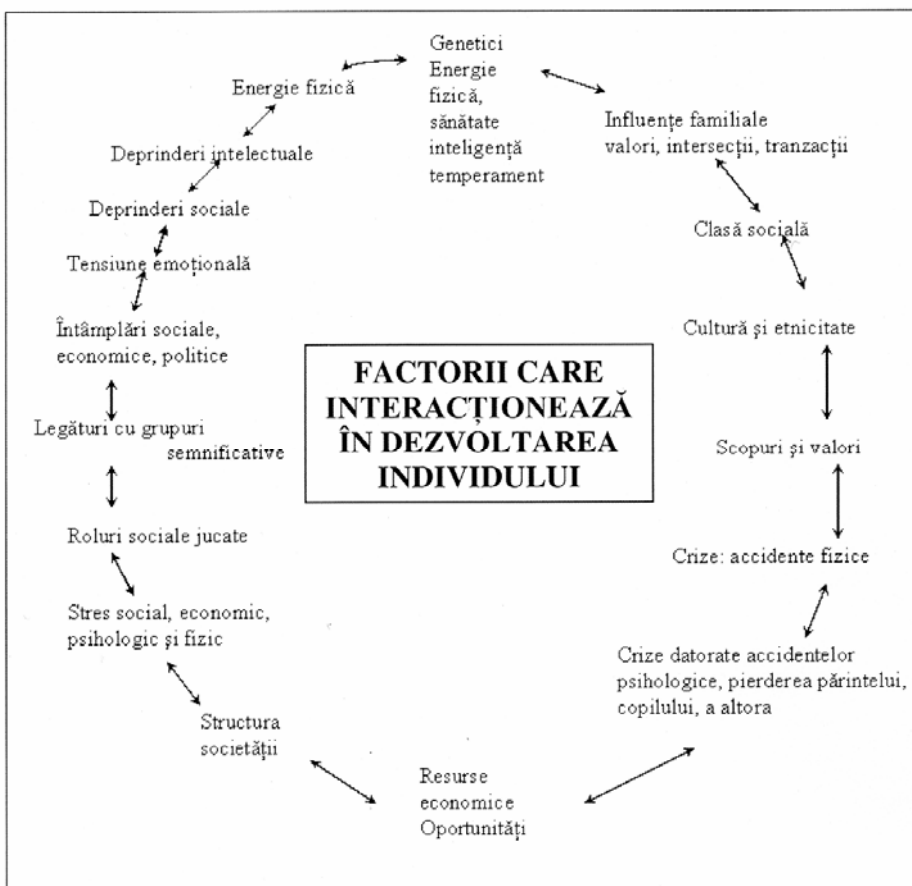 Genetici
Energie
fizică,
sănătate
inteligență
temperament
Influențe familiale
valori, intersecții, tranzacții
Clasă socială
Cultură și etnicitate
Scopuri și valori
Crize: accidente fizice
Crize datorate accidentelor
psihologice, pierderea părintelui,
copilului, a altora
Resurse
economice
Oportunități
Structura
societății
Stres social, economic,
psihologic și fizic
Roluri sociale jucate
Legături cu grupuri
semnificative
Întâmplări sociale,
economice, politice
Tensiune emoțională
Deprinderi sociale
Deprinderi intelectuale
Energie fizică
FACTORII CARE
INTERACȚIONEAZĂ
ÎN DEZVOLTAREA
INDIVIDULUI